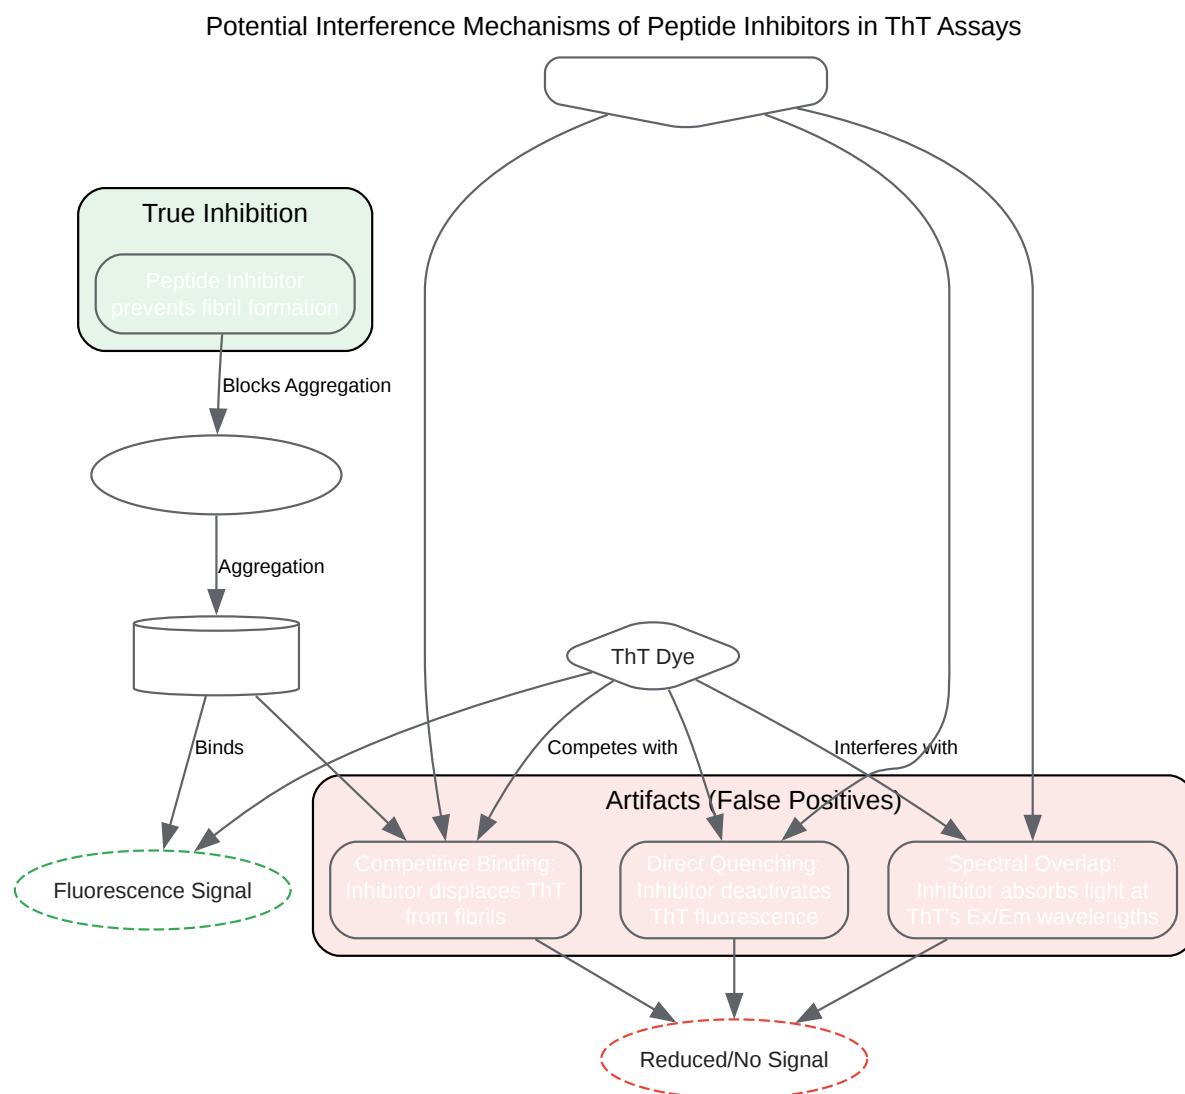 Potential Interference Mechanisms of Peptide Inhibitors in ThT Assays
True Inhibition
Peptide Inhibitor
prevents fibril formation
Blocks Aggregation
Aggregation
ThT Dye
Binds
Competes with
Interferes with
Artifacts (False Positives)
Competitive Binding:
Inhibitor displaces ThT
from fibrils
Direct Quenching:
Inhibitor deactivates
ThT fluorescence
Spectral Overlap:
Inhibitor absorbs light at
ThT's Ex/Em wavelengths
Fluorescence Signal
Reduced/No Signal